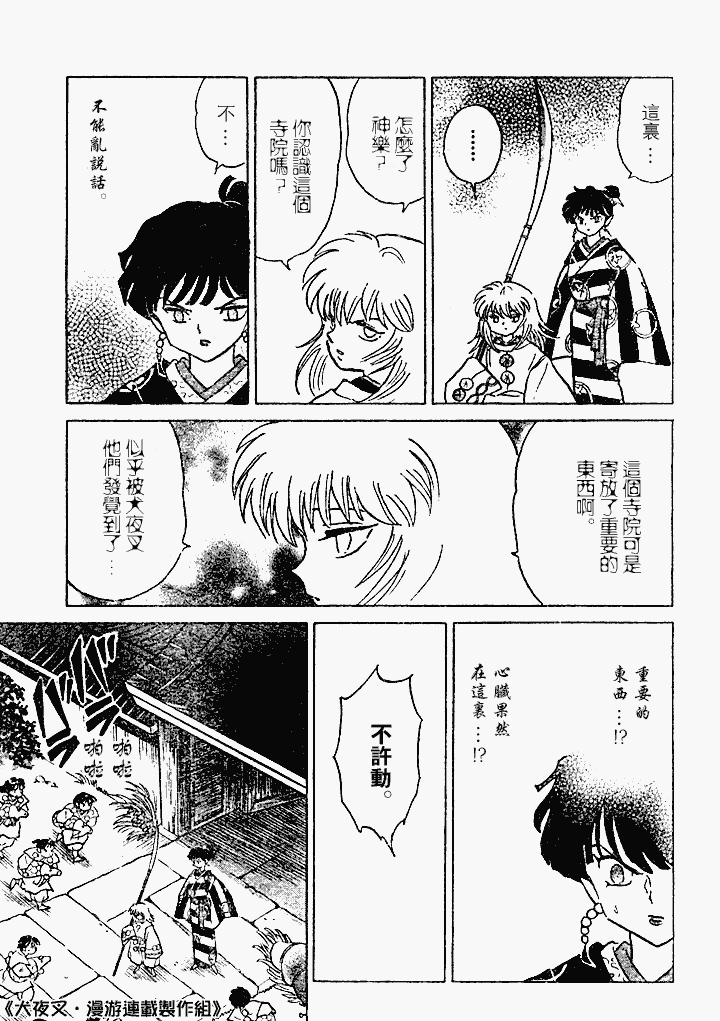 這裏…
……
怎麼了
神樂?
你認識這個
寺院嗎?
不…
不能亂說話。
這個寺院可是
寄放了重要的
東西啊。
似乎被犬夜叉
他們發覺到了…
重要的
東西…!?
心臟果然
在這裏…!?
不許動。
啪啦
啪啦
《犬夜叉·漫游連載製作組》